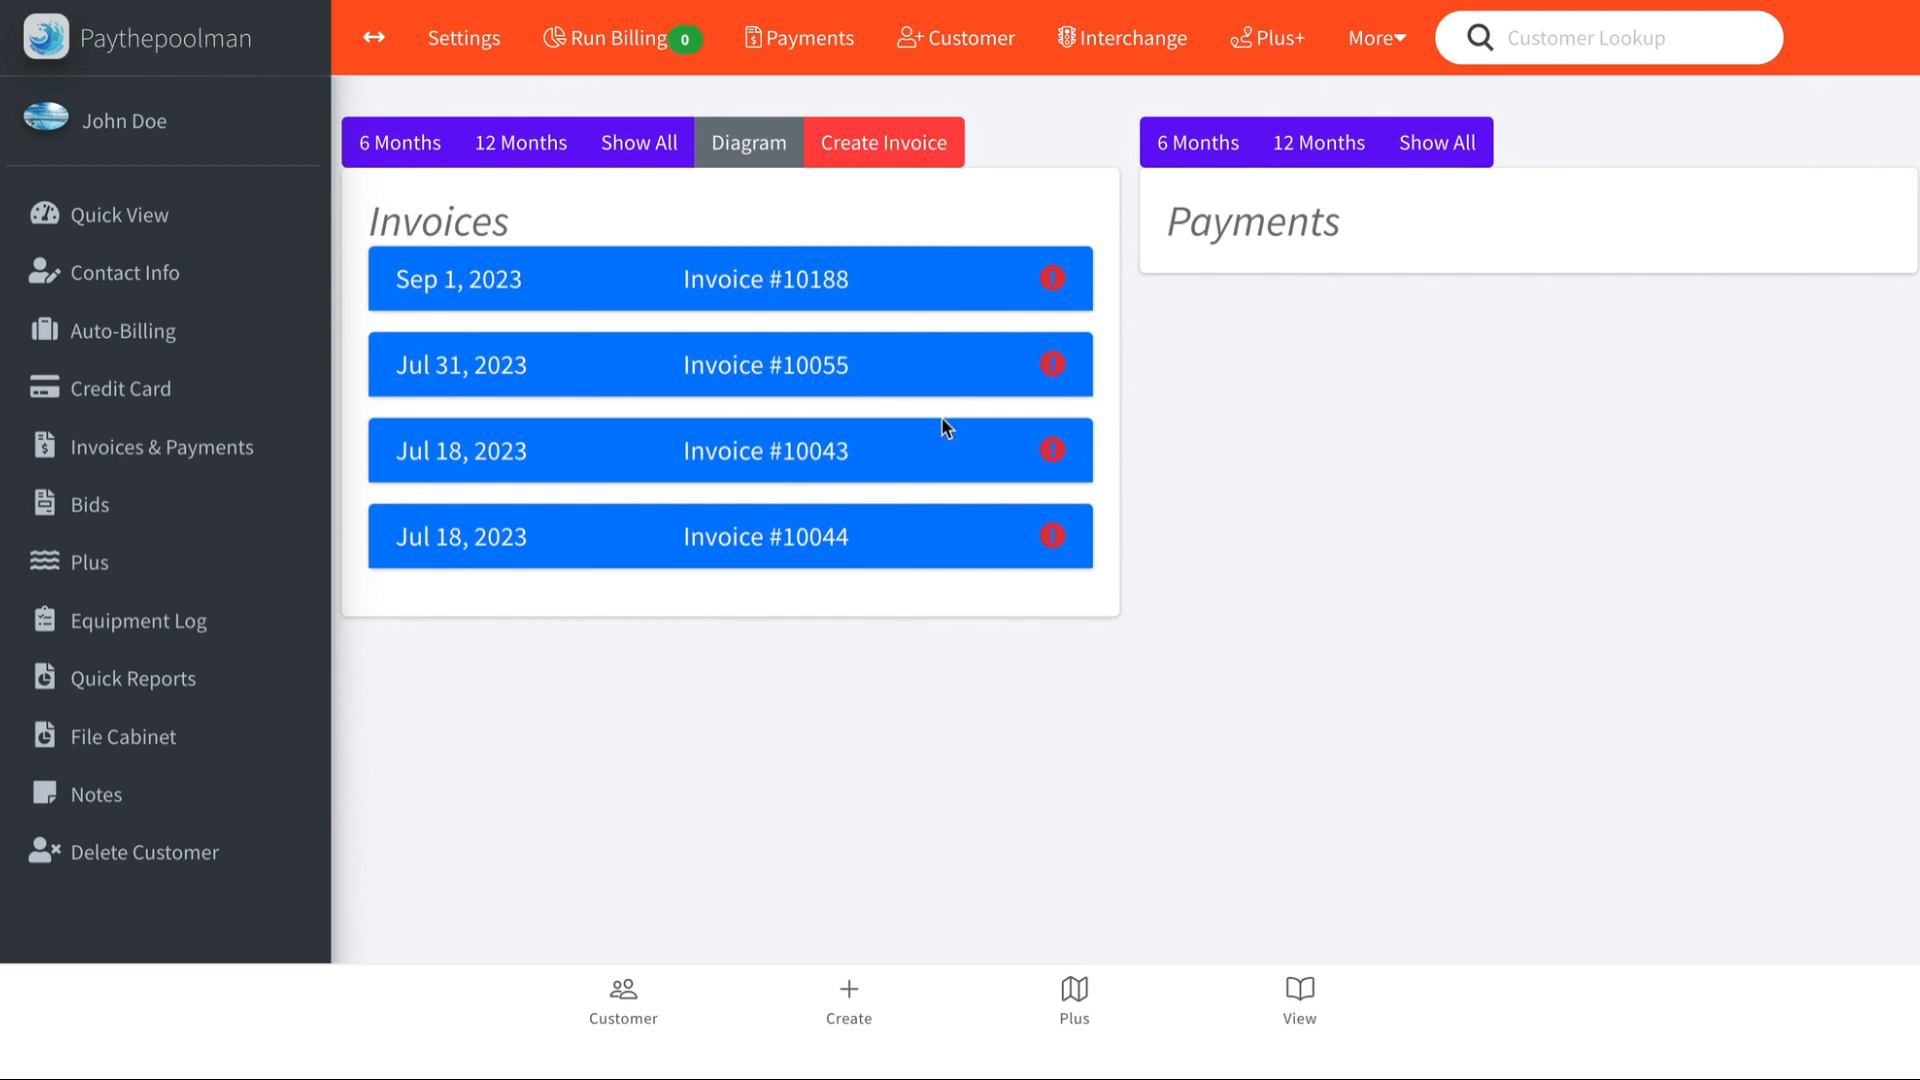 Paythepoolman
Settings
Run Billing 0
Payments
Customer
Interchange
Plus+
More
Customer Lookup
John Doe
Quick View
Contact Info
Auto-Billing
Credit Card
Invoices & Payments
Bids
Plus
Equipment Log
Quick Reports
File Cabinet
Notes
Delete Customer
6 Months 12 Months Show All Diagram Create Invoice
Invoices
Sep 1, 2023 Invoice #10188
Jul 31, 2023 Invoice #10055
Jul 18, 2023 Invoice #10043
Jul 18, 2023 Invoice #10044
6 Months 12 Months Show All
Payments
Customer
Create
Plus
View